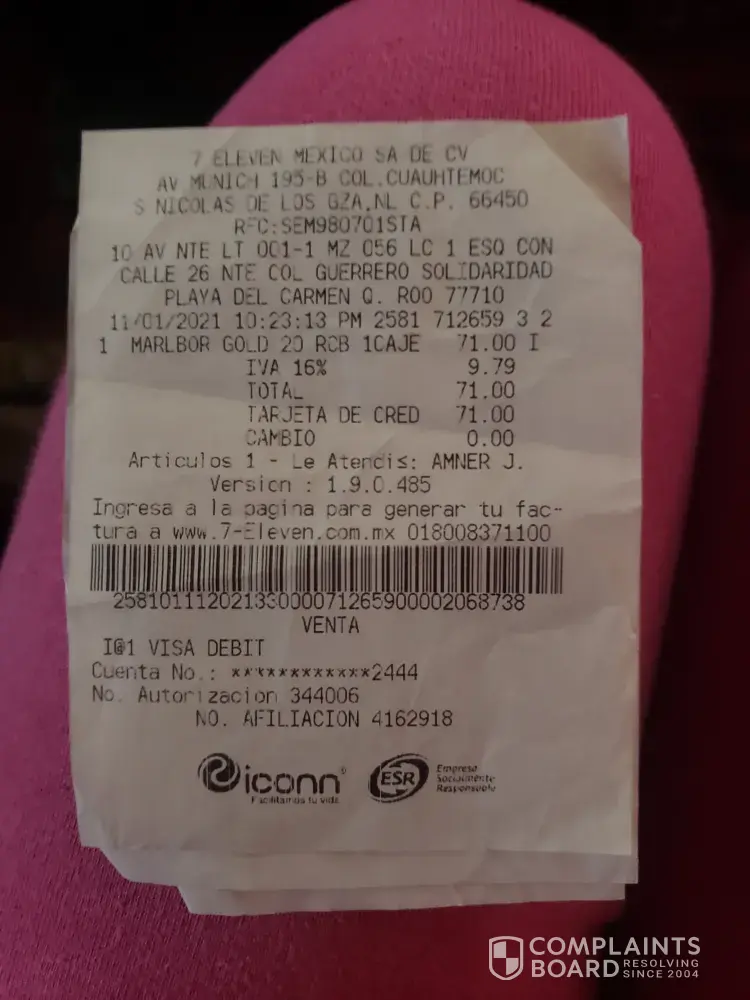 7 ELEVEN MEXICO SA DE CV
AV MUNICH 195-B COL.CUAUHTEMOC
S NICOLAS DE LOS GZA,NL C.P. 66450
RFC:SEM980701STA
10 AV NTE LT 001-1 MZ 056 LC 1 ESQ CON
CALLE 26 NTE COL GUERRERO SOLIDARIDAD
PLAYA DEL CARMEN Q. ROO 77710
11/01/2021 10:23:13 PM 2581 712659 3 2
1 MARLBOR GOLD 20 RCB 1CAJE 71.00 I
IVA 16% 9.79
TOTAL 71.00
TARJETA DE CRED 71.00
CAMBIO 0.00
Articulos 1 - Le Atencis: AMNER J.
Version : 1.9.0.485
Ingresa a la pagina para generar tu fac-
tura a www.7-Eleven.com.mx 018008371100
25810111202133000071265900002068738
VENTA
I@1 VISA DEBIT
Cuenta No.: ************2444
No. Autorizacion 344006
NO. AFILIACION 4162918
iconn
Facilitamos tu vida
ESR
Empresa
Socialmente
Responsable
COMPLAINTS
BOARD RESOLVING
SINCE 2004